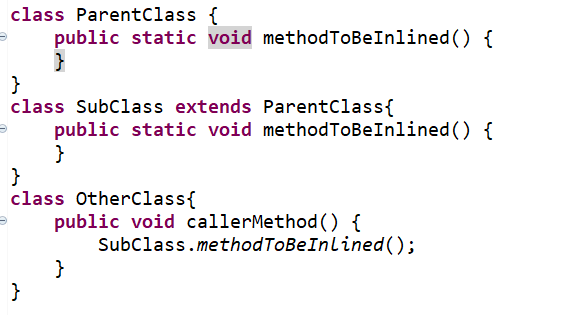 class ParentClass {
    public static void methodToBeInlined() {
    }
}
class SubClass extends ParentClass{
    public static void methodToBeInlined() {
    }
}
class OtherClass{
    public void callerMethod() {
        SubClass.methodToBeInlined();
    }
}